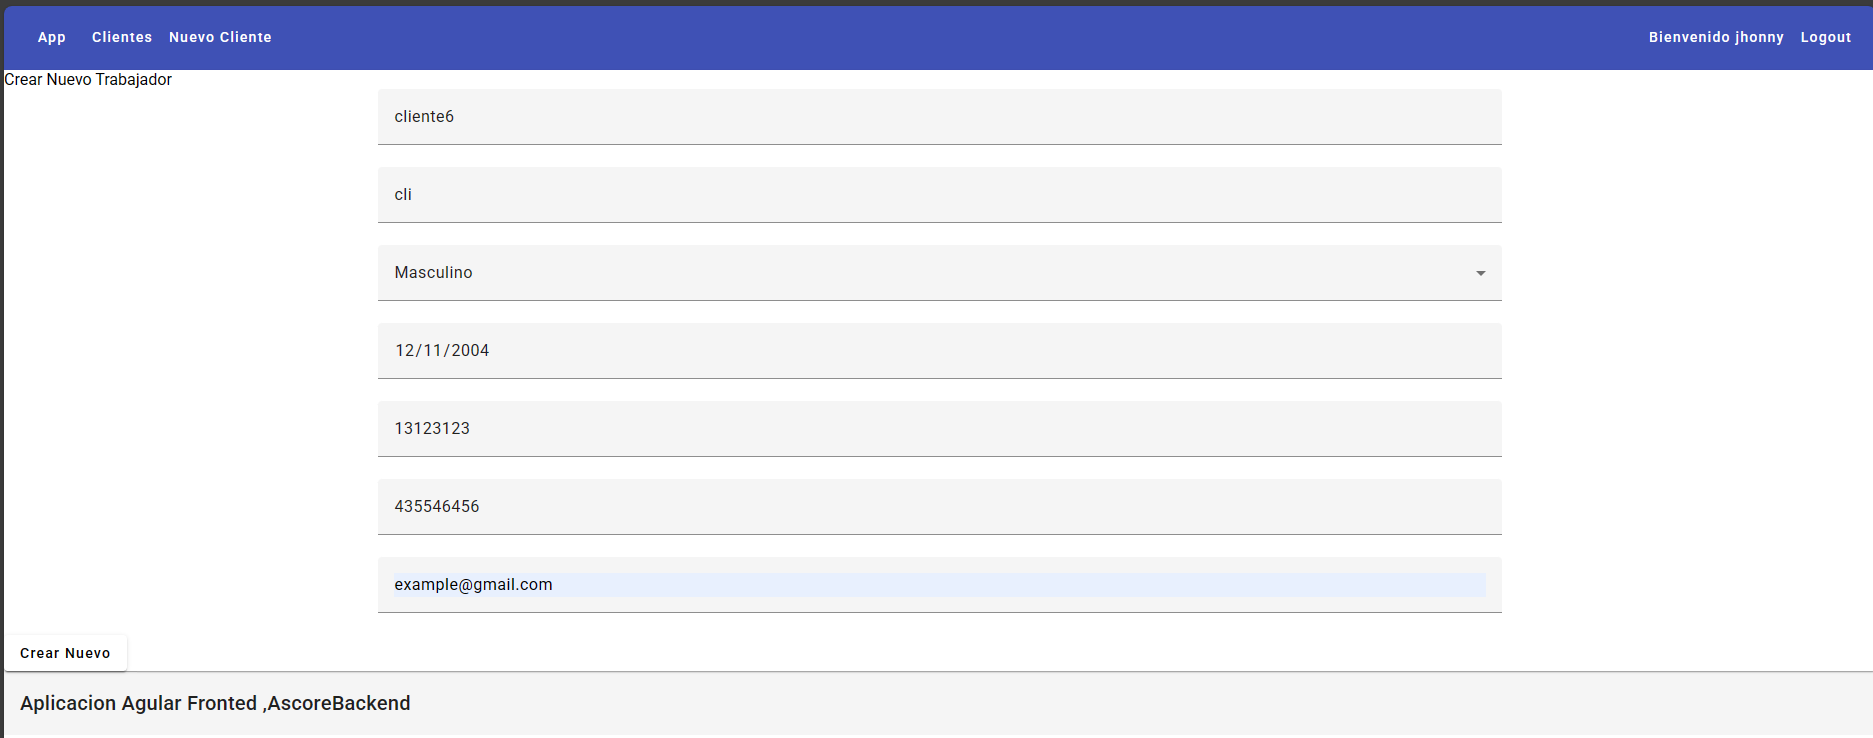 App Clientes Nuevo Cliente Bienvenido jhonny Logout
Crear Nuevo Trabajador
cliente6
cli
Masculino
12/11/2004
13123123
435546456
example@gmail.com
Crear Nuevo
Aplicacion Agular Fronted ,AscoreBackend